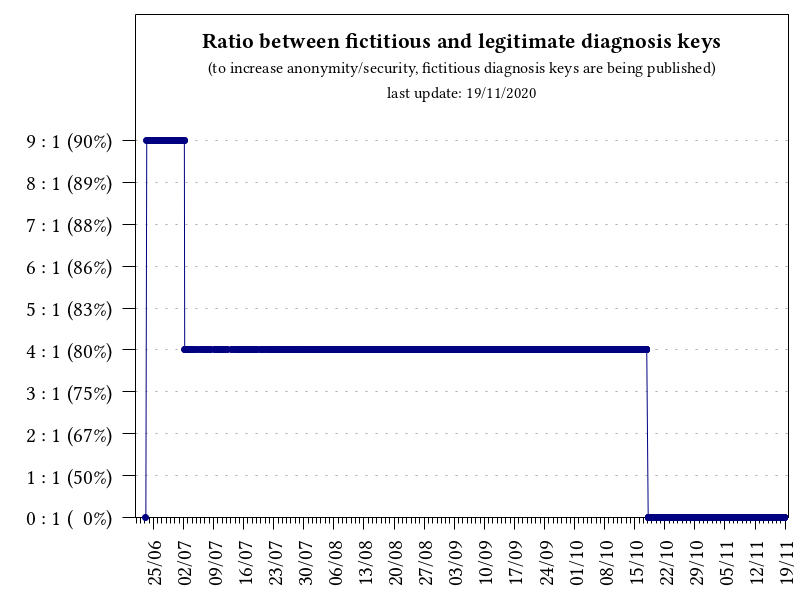 Ratio between fictitious and legitimate diagnosis keys
(to increase anonymity/security, fictitious diagnosis keys are being published)
last update: 19/11/2020
9 : 1 (90%)
8 : 1 (89%)
7 : 1 (88%)
6 : 1 (86%)
5 : 1 (83%)
4 : 1 (80%)
3 : 1 (75%)
2 : 1 (67%)
1 : 1 (50%)
0 : 1 (  0%)
25/06
02/07
09/07
16/07
23/07
30/07
06/08
13/08
20/08
27/08
03/09
10/09
17/09
24/09
01/10
08/10
15/10
22/10
29/10
05/11
12/11
19/11